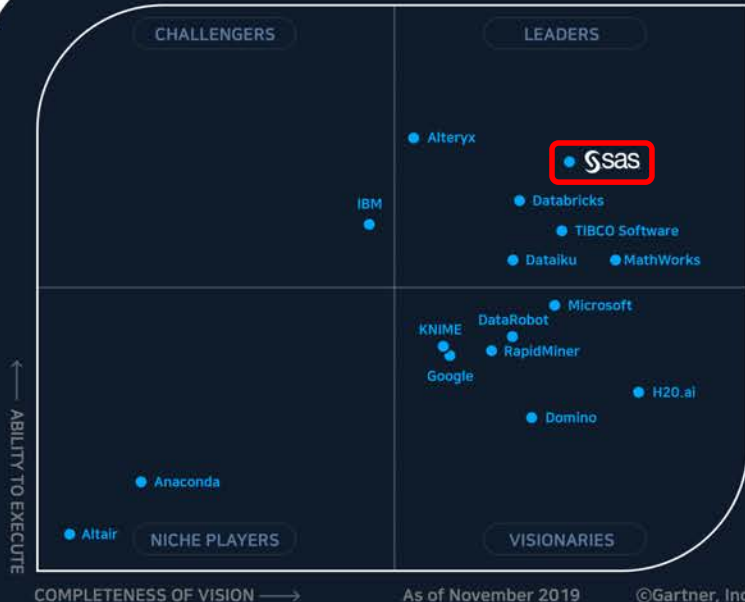 CHALLENGERS
LEADERS
Alteryx
sas
IBM
Databricks
TIBCO Software
Dataiku
MathWorks
Microsoft
DataRobot
KNIME
RapidMiner
Google
H20.ai
Domino
Anaconda
Altair
NICHE PLAYERS
VISIONARIES
ABILITY TO EXECUTE
COMPLETENESS OF VISION
As of November 2019
©Gartner, Inc